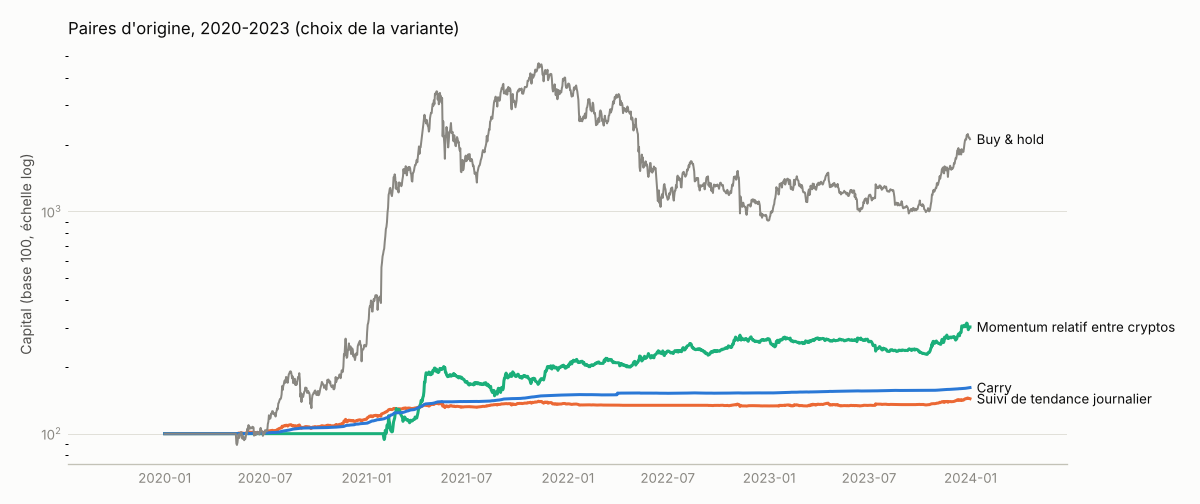 Paires d'origine, 2020-2023 (choix de la variante)
Capital (base 100, échelle log)
10³
10²
Buy & hold
Momentum relatif entre cryptos
Carry
Suivi de tendance journalier
2020-01 2020-07 2021-01 2021-07 2022-01 2022-07 2023-01 2023-07 2024-01